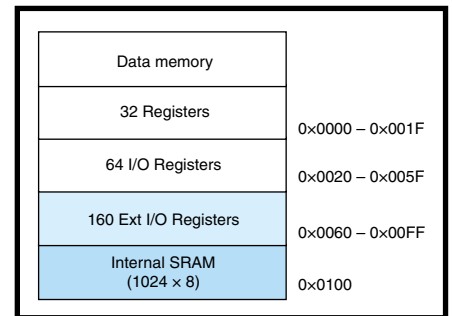 Data memory
32 Registers
0×0000 – 0×001F
64 I/O Registers
0×0020 – 0×005F
160 Ext I/O Registers
0×0060 – 0×00FF
Internal SRAM
(1024 × 8)
0×0100